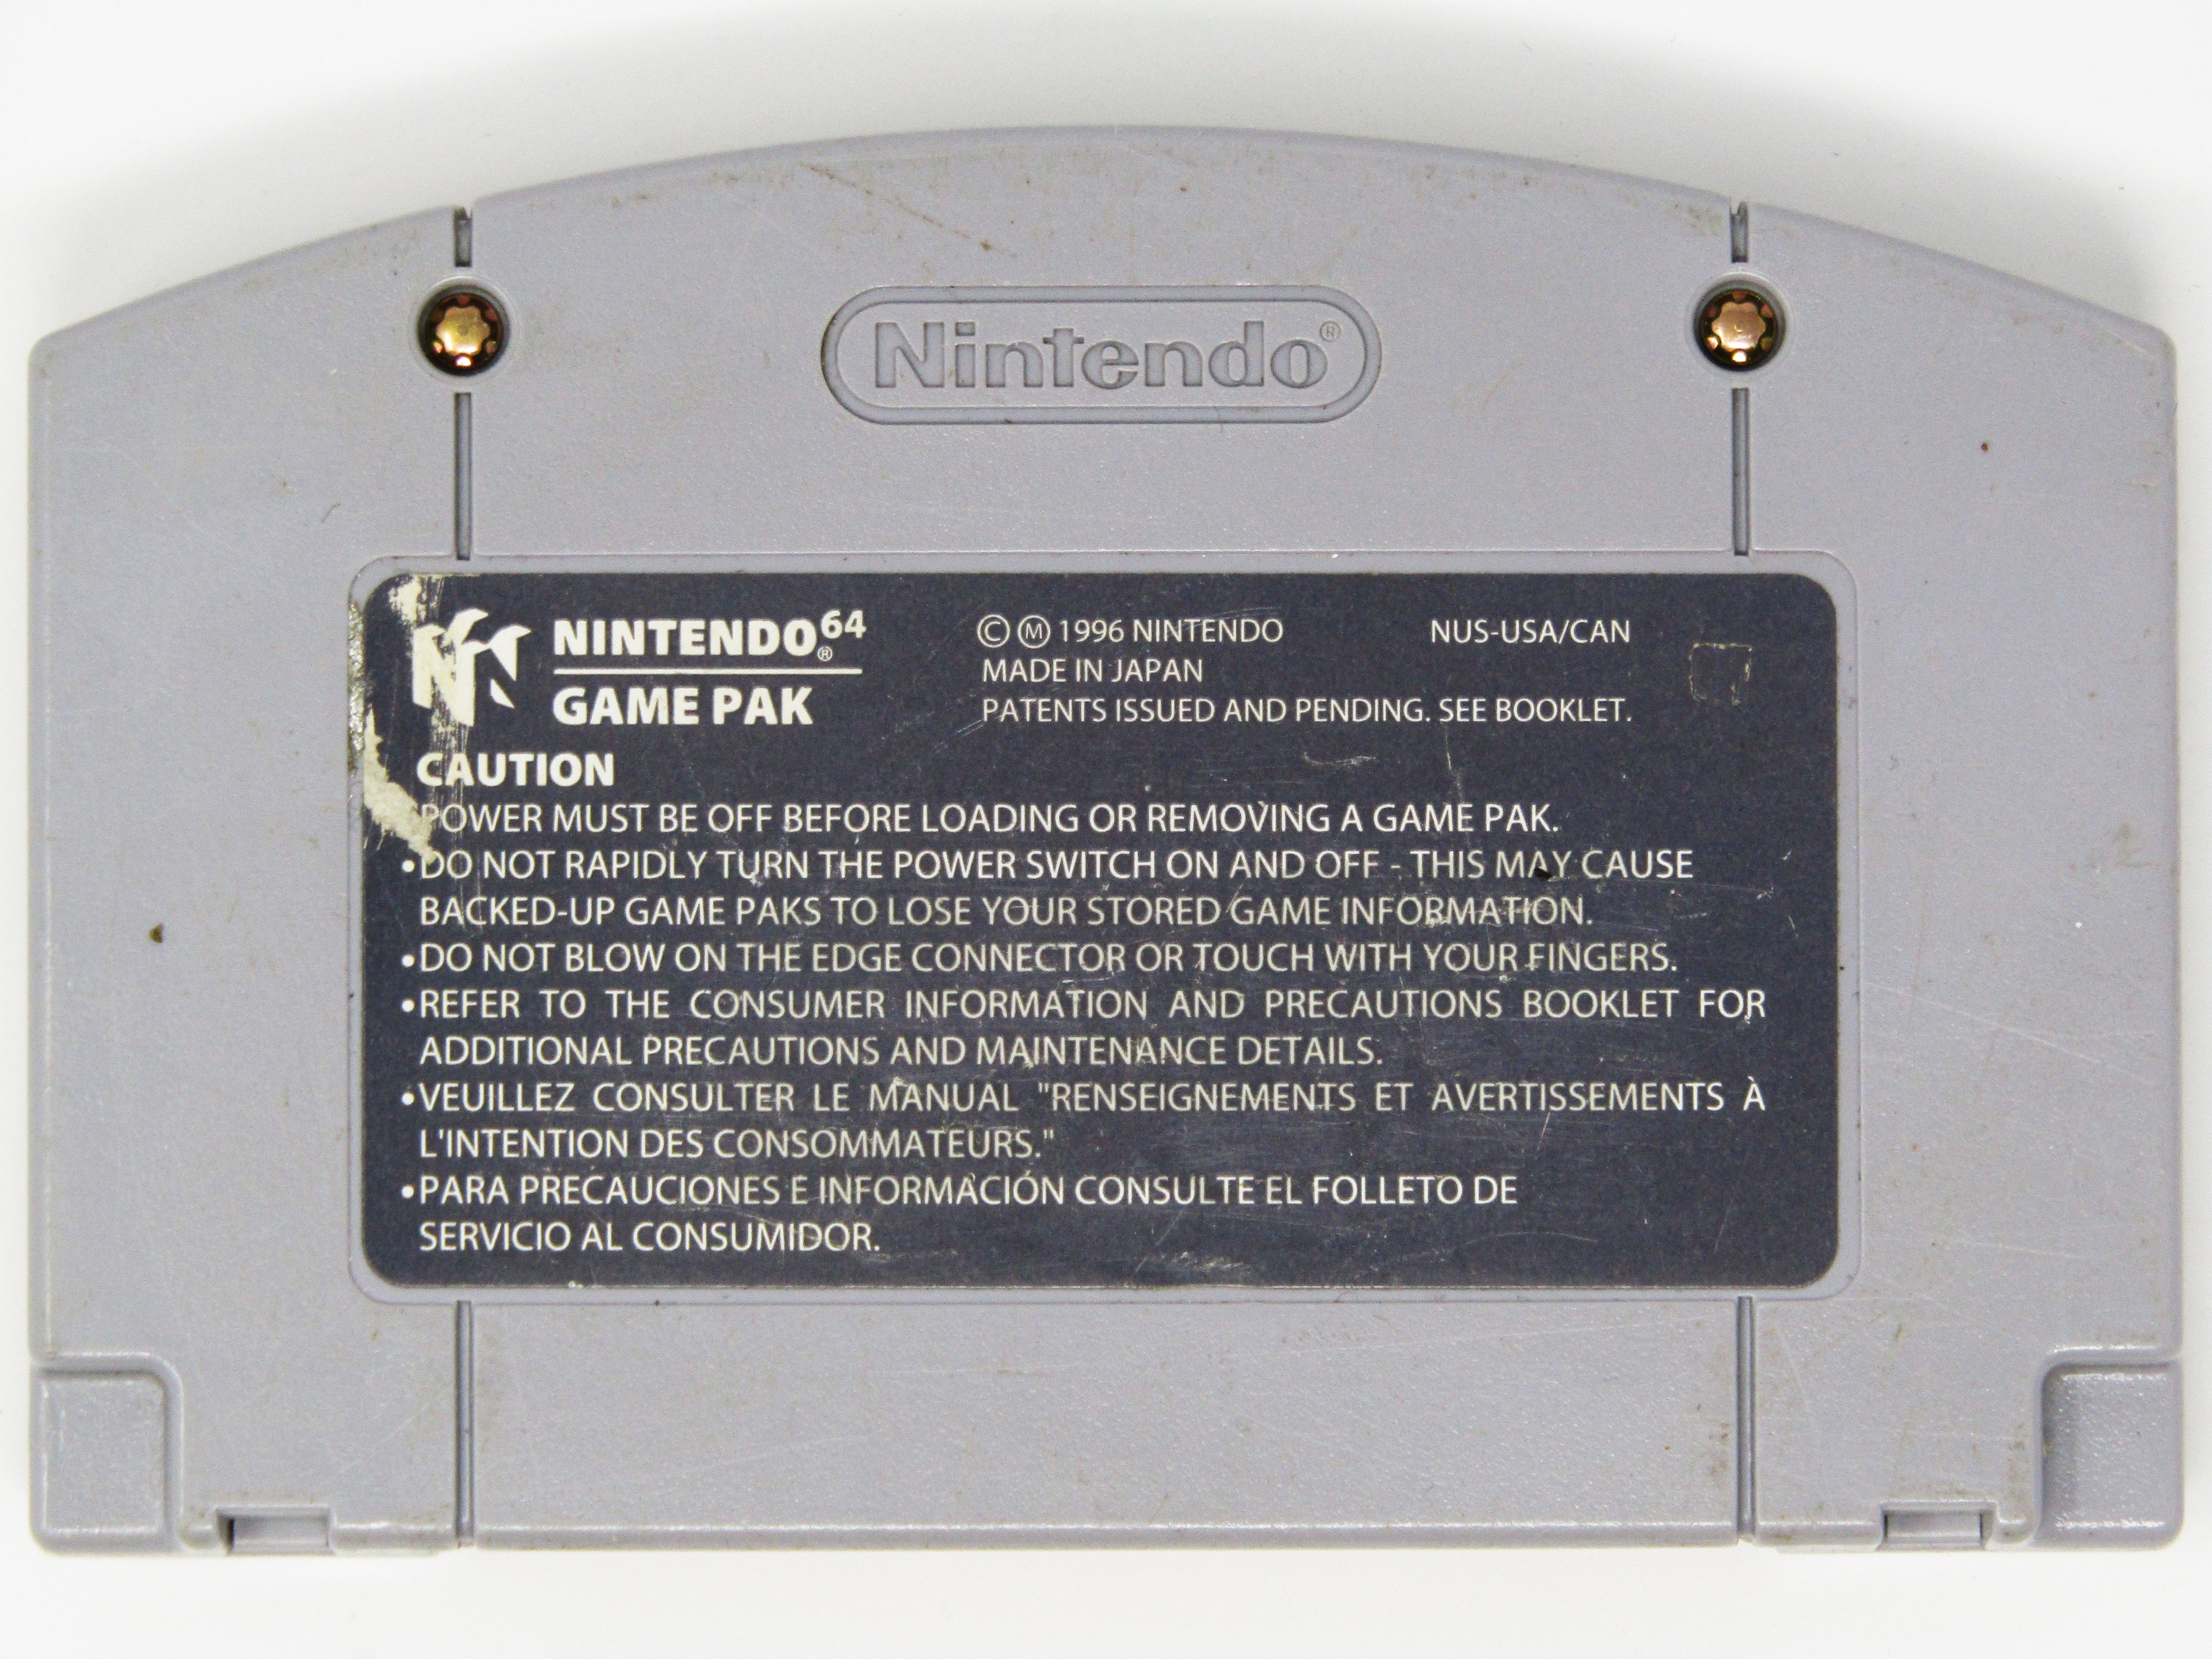 Nintendo®
NINTENDO64®
GAME PAK
©Ⓜ1996 NINTENDO NUS-USA/CAN
MADE IN JAPAN
PATENTS ISSUED AND PENDING. SEE BOOKLET.
CAUTION
POWER MUST BE OFF BEFORE LOADING OR REMOVING A GAME PAK.
•DO NOT RAPIDLY TURN THE POWER SWITCH ON AND OFF - THIS MAY CAUSE
BACKED-UP GAME PAKS TO LOSE YOUR STORED GAME INFORMATION.
•DO NOT BLOW ON THE EDGE CONNECTOR OR TOUCH WITH YOUR FINGERS.
•REFER TO THE CONSUMER INFORMATION AND PRECAUTIONS BOOKLET FOR
ADDITIONAL PRECAUTIONS AND MAINTENANCE DETAILS.
•VEUILLEZ CONSULTER LE MANUAL "RENSEIGNEMENTS ET AVERTISSEMENTS À
L'INTENTION DES CONSOMMATEURS."
•PARA PRECAUCIONES E INFORMACIÓN CONSULTE EL FOLLETO DE
SERVICIO AL CONSUMIDOR.